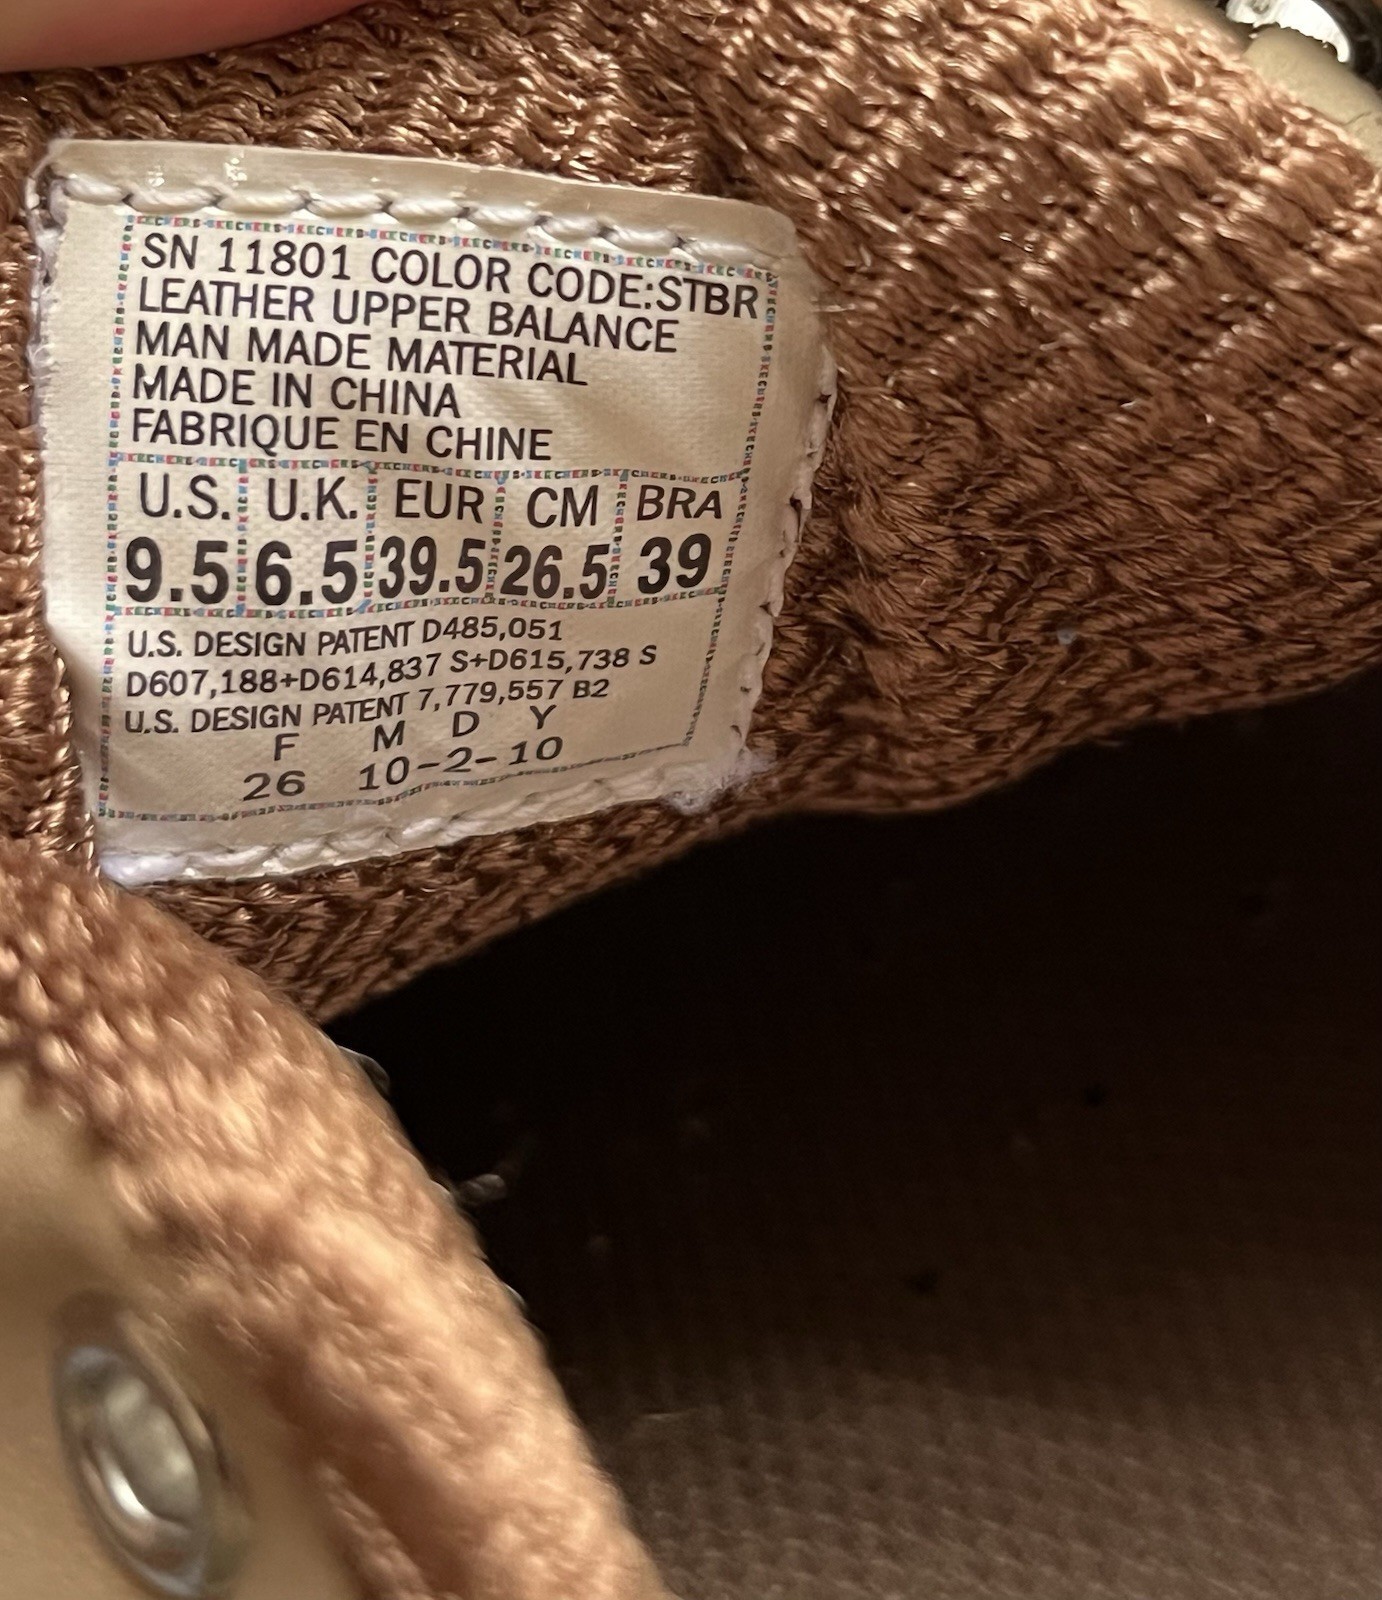 SN 11801 COLOR CODE:STBR
LEATHER UPPER BALANCE
MAN MADE MATERIAL
MADE IN CHINA
FABRIQUE EN CHINE
U.S. U.K. EUR CM BRA
9.5 6.5 39.5 26.5 39
U.S. DESIGN PATENT D485,051
D607,188+D614,837 S+D615,738 S
U.S. DESIGN PATENT 7,779,557 B2
F M D Y
26 10-2-10